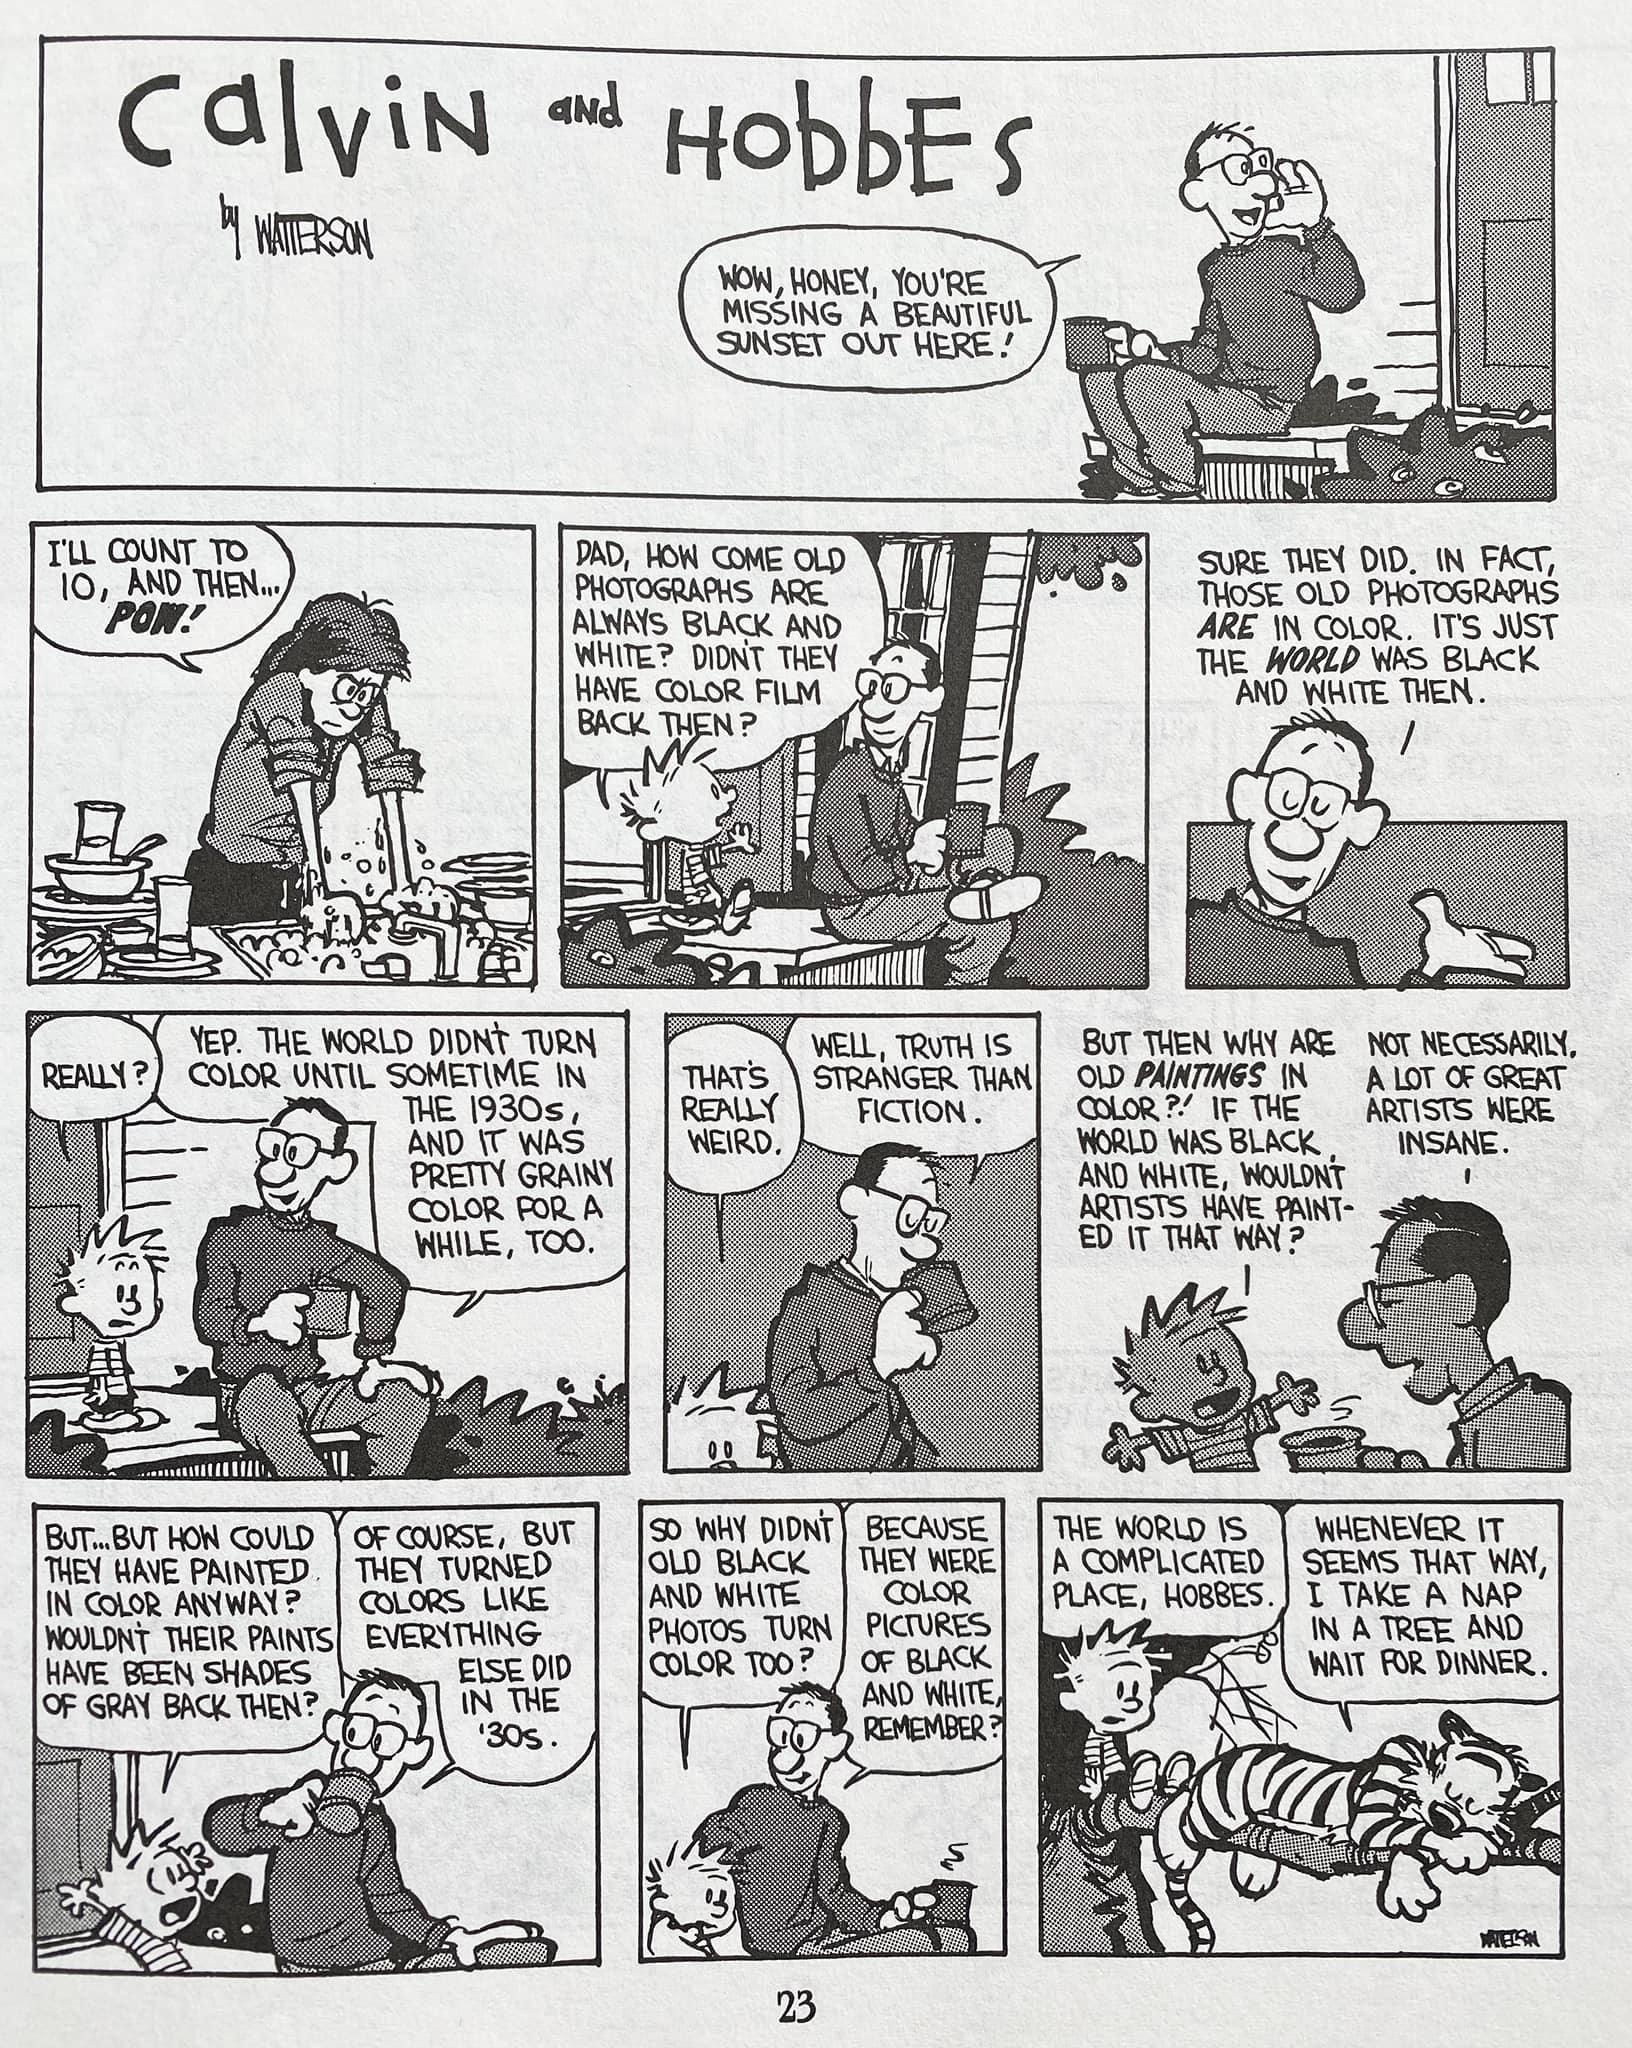 CALVIN AND HOBBES
by WATTERSON
WOW, HONEY, YOU'RE
MISSING A BEAUTIFUL
SUNSET OUT HERE!
I'LL COUNT TO
10, AND THEN...
POW!
DAD, HOW COME OLD
PHOTOGRAPHS ARE
ALWAYS BLACK AND
WHITE? DIDN'T THEY
HAVE COLOR FILM
BACK THEN?
SURE THEY DID. IN FACT,
THOSE OLD PHOTOGRAPHS
ARE IN COLOR. IT'S JUST
THE WORLD WAS BLACK
AND WHITE THEN.
REALLY?
YEP. THE WORLD DIDN'T TURN
COLOR UNTIL SOMETIME IN
THE 1930s,
AND IT WAS
PRETTY GRAINY
COLOR FOR A
WHILE, TOO.
THAT'S
REALLY
WEIRD.
WELL, TRUTH IS
STRANGER THAN
FICTION.
BUT THEN WHY ARE
OLD PAINTINGS IN
COLOR?! IF THE
WORLD WAS BLACK
AND WHITE, WOULDN'T
ARTISTS HAVE PAINT-
ED IT THAT WAY?
NOT NECESSARILY.
A LOT OF GREAT
ARTISTS WERE
INSANE.
BUT...BUT HOW COULD
THEY HAVE PAINTED
IN COLOR ANYWAY?
WOULDN'T THEIR PAINTS
HAVE BEEN SHADES
OF GRAY BACK THEN?
OF COURSE, BUT
THEY TURNED
COLORS LIKE
EVERYTHING
ELSE DID
IN THE
'30s.
SO WHY DIDN'T
OLD BLACK
AND WHITE
PHOTOS TURN
COLOR TOO?
BECAUSE
THEY WERE
COLOR
PICTURES
OF BLACK
AND WHITE,
REMEMBER?
THE WORLD IS
A COMPLICATED
PLACE, HOBBES.
WHENEVER IT
SEEMS THAT WAY,
I TAKE A NAP
IN A TREE AND
WAIT FOR DINNER.
WATTERSON
23